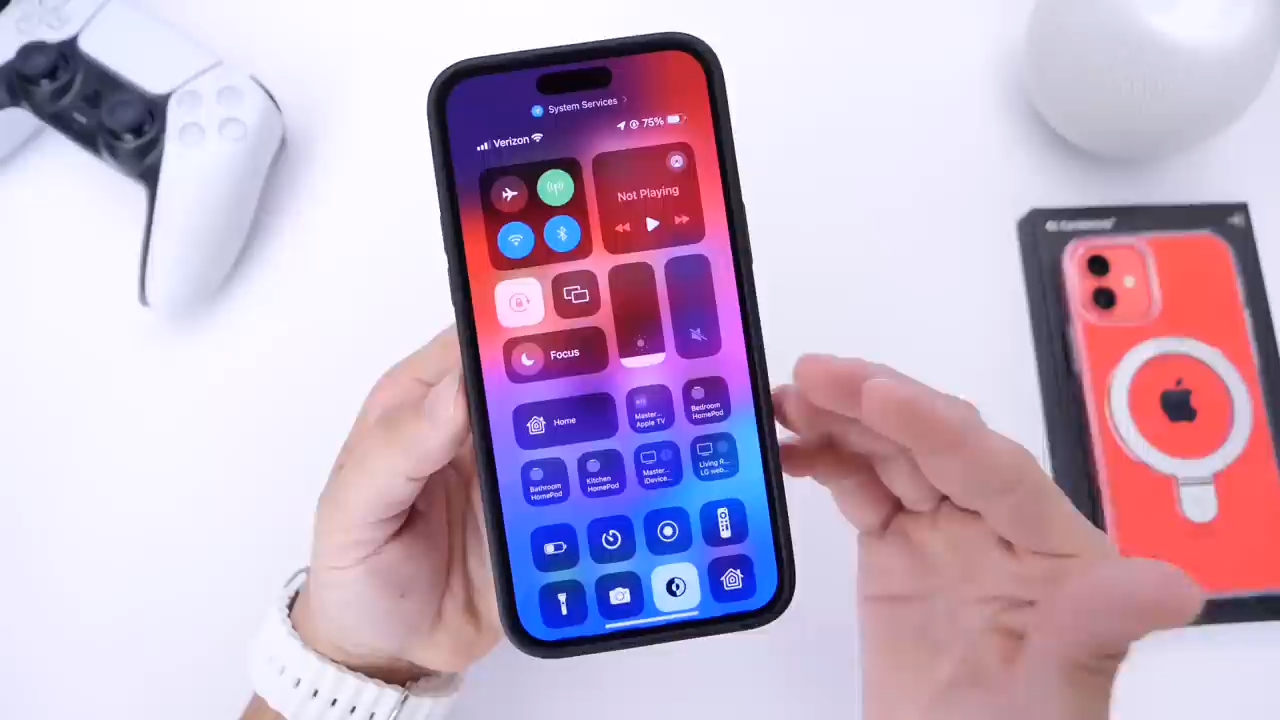 System Services
Verizon
75%
Not Playing
Focus
Home
Master...
Apple TV
Bedroom
HomePod
Bathroom
HomePod
Kitchen
HomePod
Master...
iDevice...
Living R...
LG web...